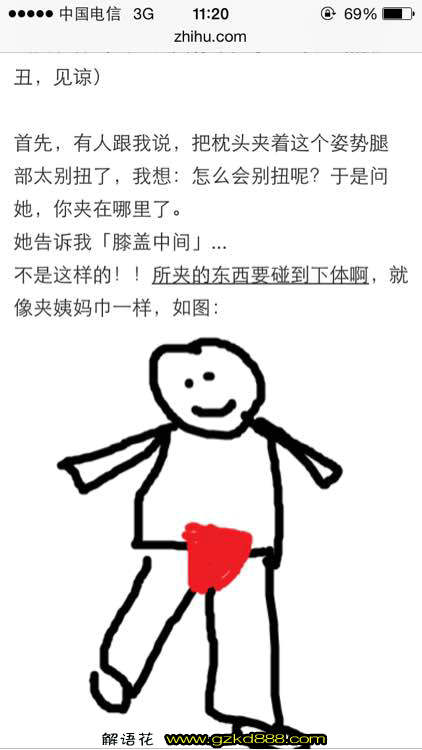 中国电信 3G 11:20 69%
zhihu.com
丑，见谅）
首先，有人跟我说，把枕头夹着这个姿势腿
部太别扭了，我想：怎么会别扭呢？于是问
她，你夹在哪里了。
她告诉我「膝盖中间」...
不是这样的！！所夹的东西要碰到下体啊，就
像夹姨妈巾一样，如图：
解语花 www.gzkd888.com